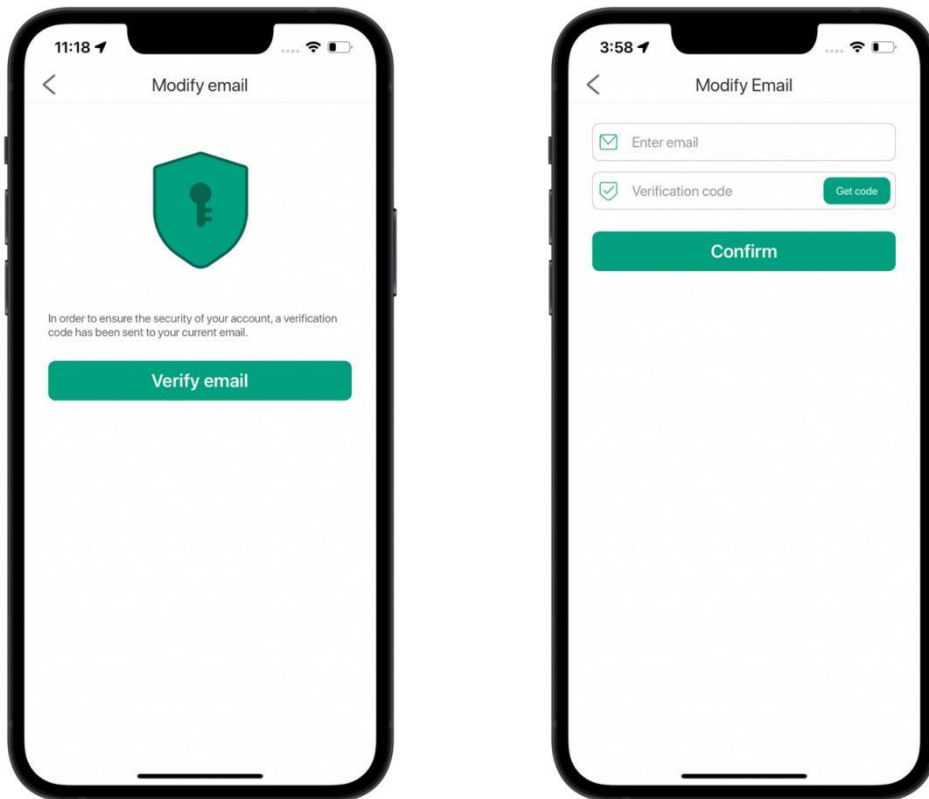 11:18
Modify email
In order to ensure the security of your account, a verification
code has been sent to your current email.
Verify email
3:58
Modify Email
Enter email
Verification code
Get code
Confirm